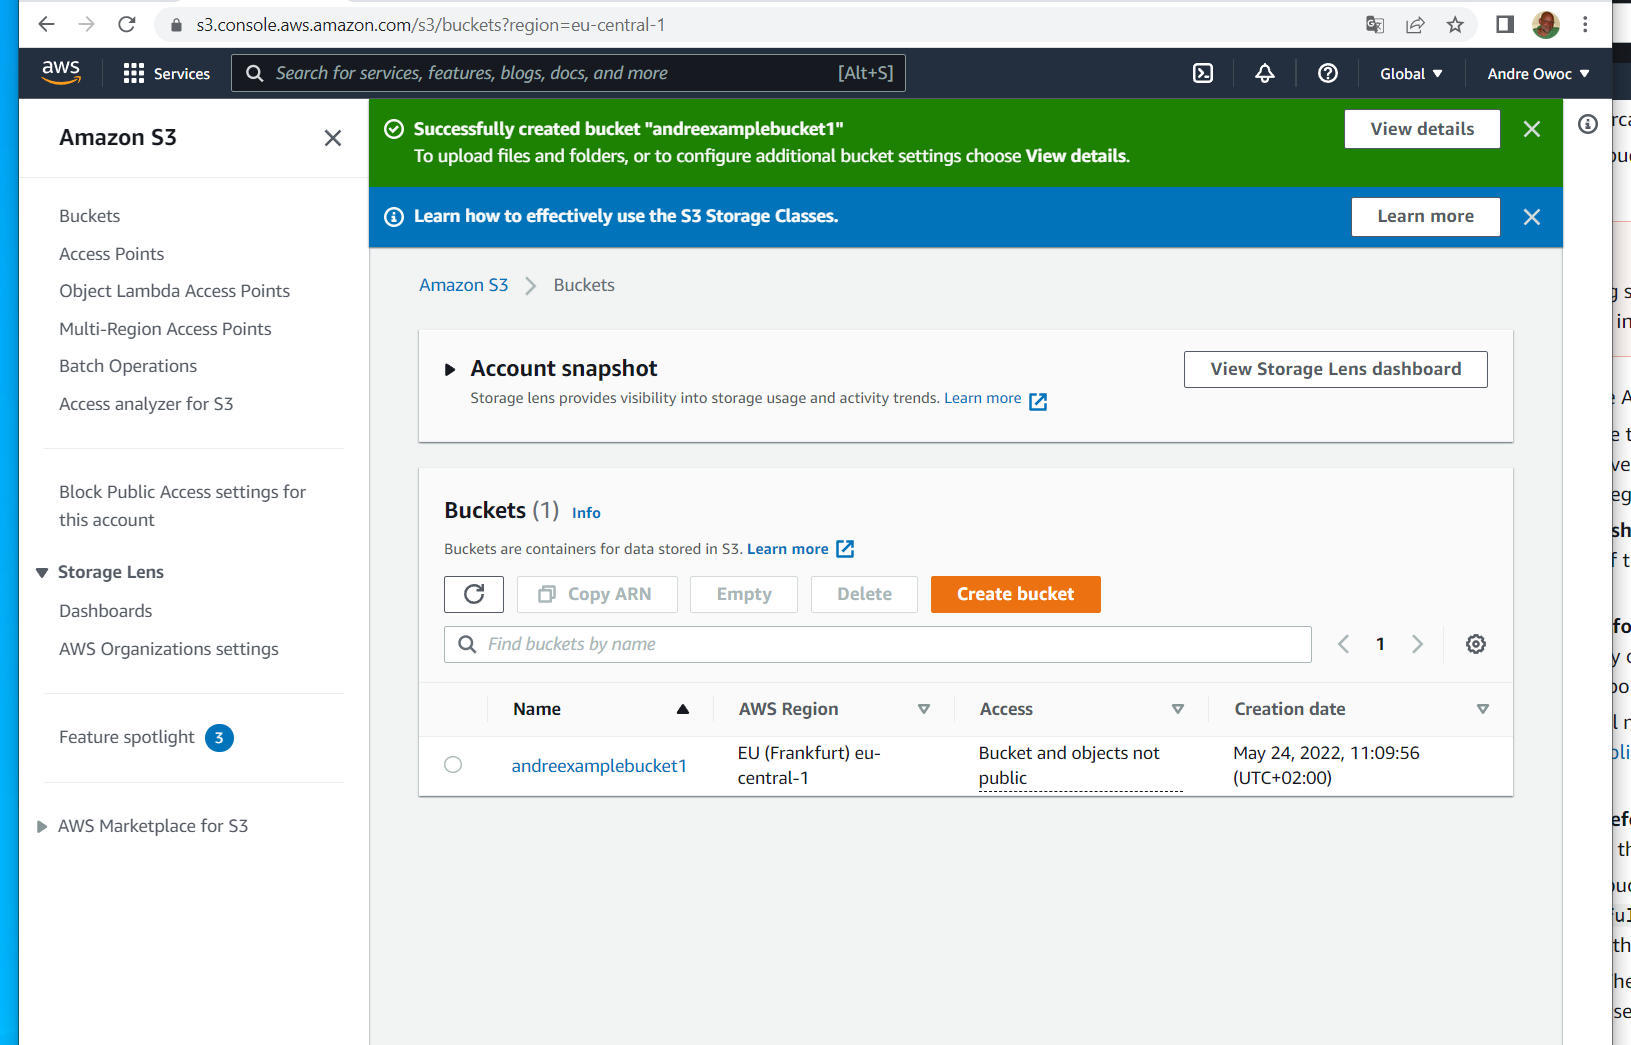 s3.console.aws.amazon.com/s3/buckets?region=eu-central-1
aws
Services
Search for services, features, blogs, docs, and more
[Alt+S]
Global
Andre Owoc
Amazon S3
Buckets
Access Points
Object Lambda Access Points
Multi-Region Access Points
Batch Operations
Access analyzer for S3
Block Public Access settings for
this account
Storage Lens
Dashboards
AWS Organizations settings
Feature spotlight 3
AWS Marketplace for S3
Successfully created bucket "andreexamplebucket1"
To upload files and folders, or to configure additional bucket settings choose View details.
View details
Learn how to effectively use the S3 Storage Classes.
Learn more
Amazon S3
Buckets
Account snapshot
Storage lens provides visibility into storage usage and activity trends. Learn more
View Storage Lens dashboard
Buckets (1) Info
Buckets are containers for data stored in S3. Learn more
Copy ARN
Empty
Delete
Create bucket
Find buckets by name
1
Name
AWS Region
Access
Creation date
andreexamplebucket1
EU (Frankfurt) eu-
central-1
Bucket and objects not
public
May 24, 2022, 11:09:56
(UTC+02:00)